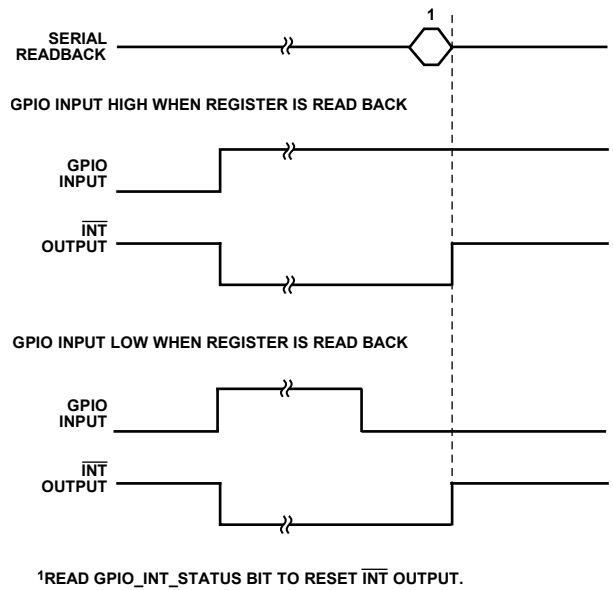 1
SERIAL
READBACK
GPIO INPUT HIGH WHEN REGISTER IS READ BACK
GPIO
INPUT
INT
OUTPUT
GPIO INPUT LOW WHEN REGISTER IS READ BACK
GPIO
INPUT
INT
OUTPUT
1READ GPIO_INT_STATUS BIT TO RESET INT OUTPUT.